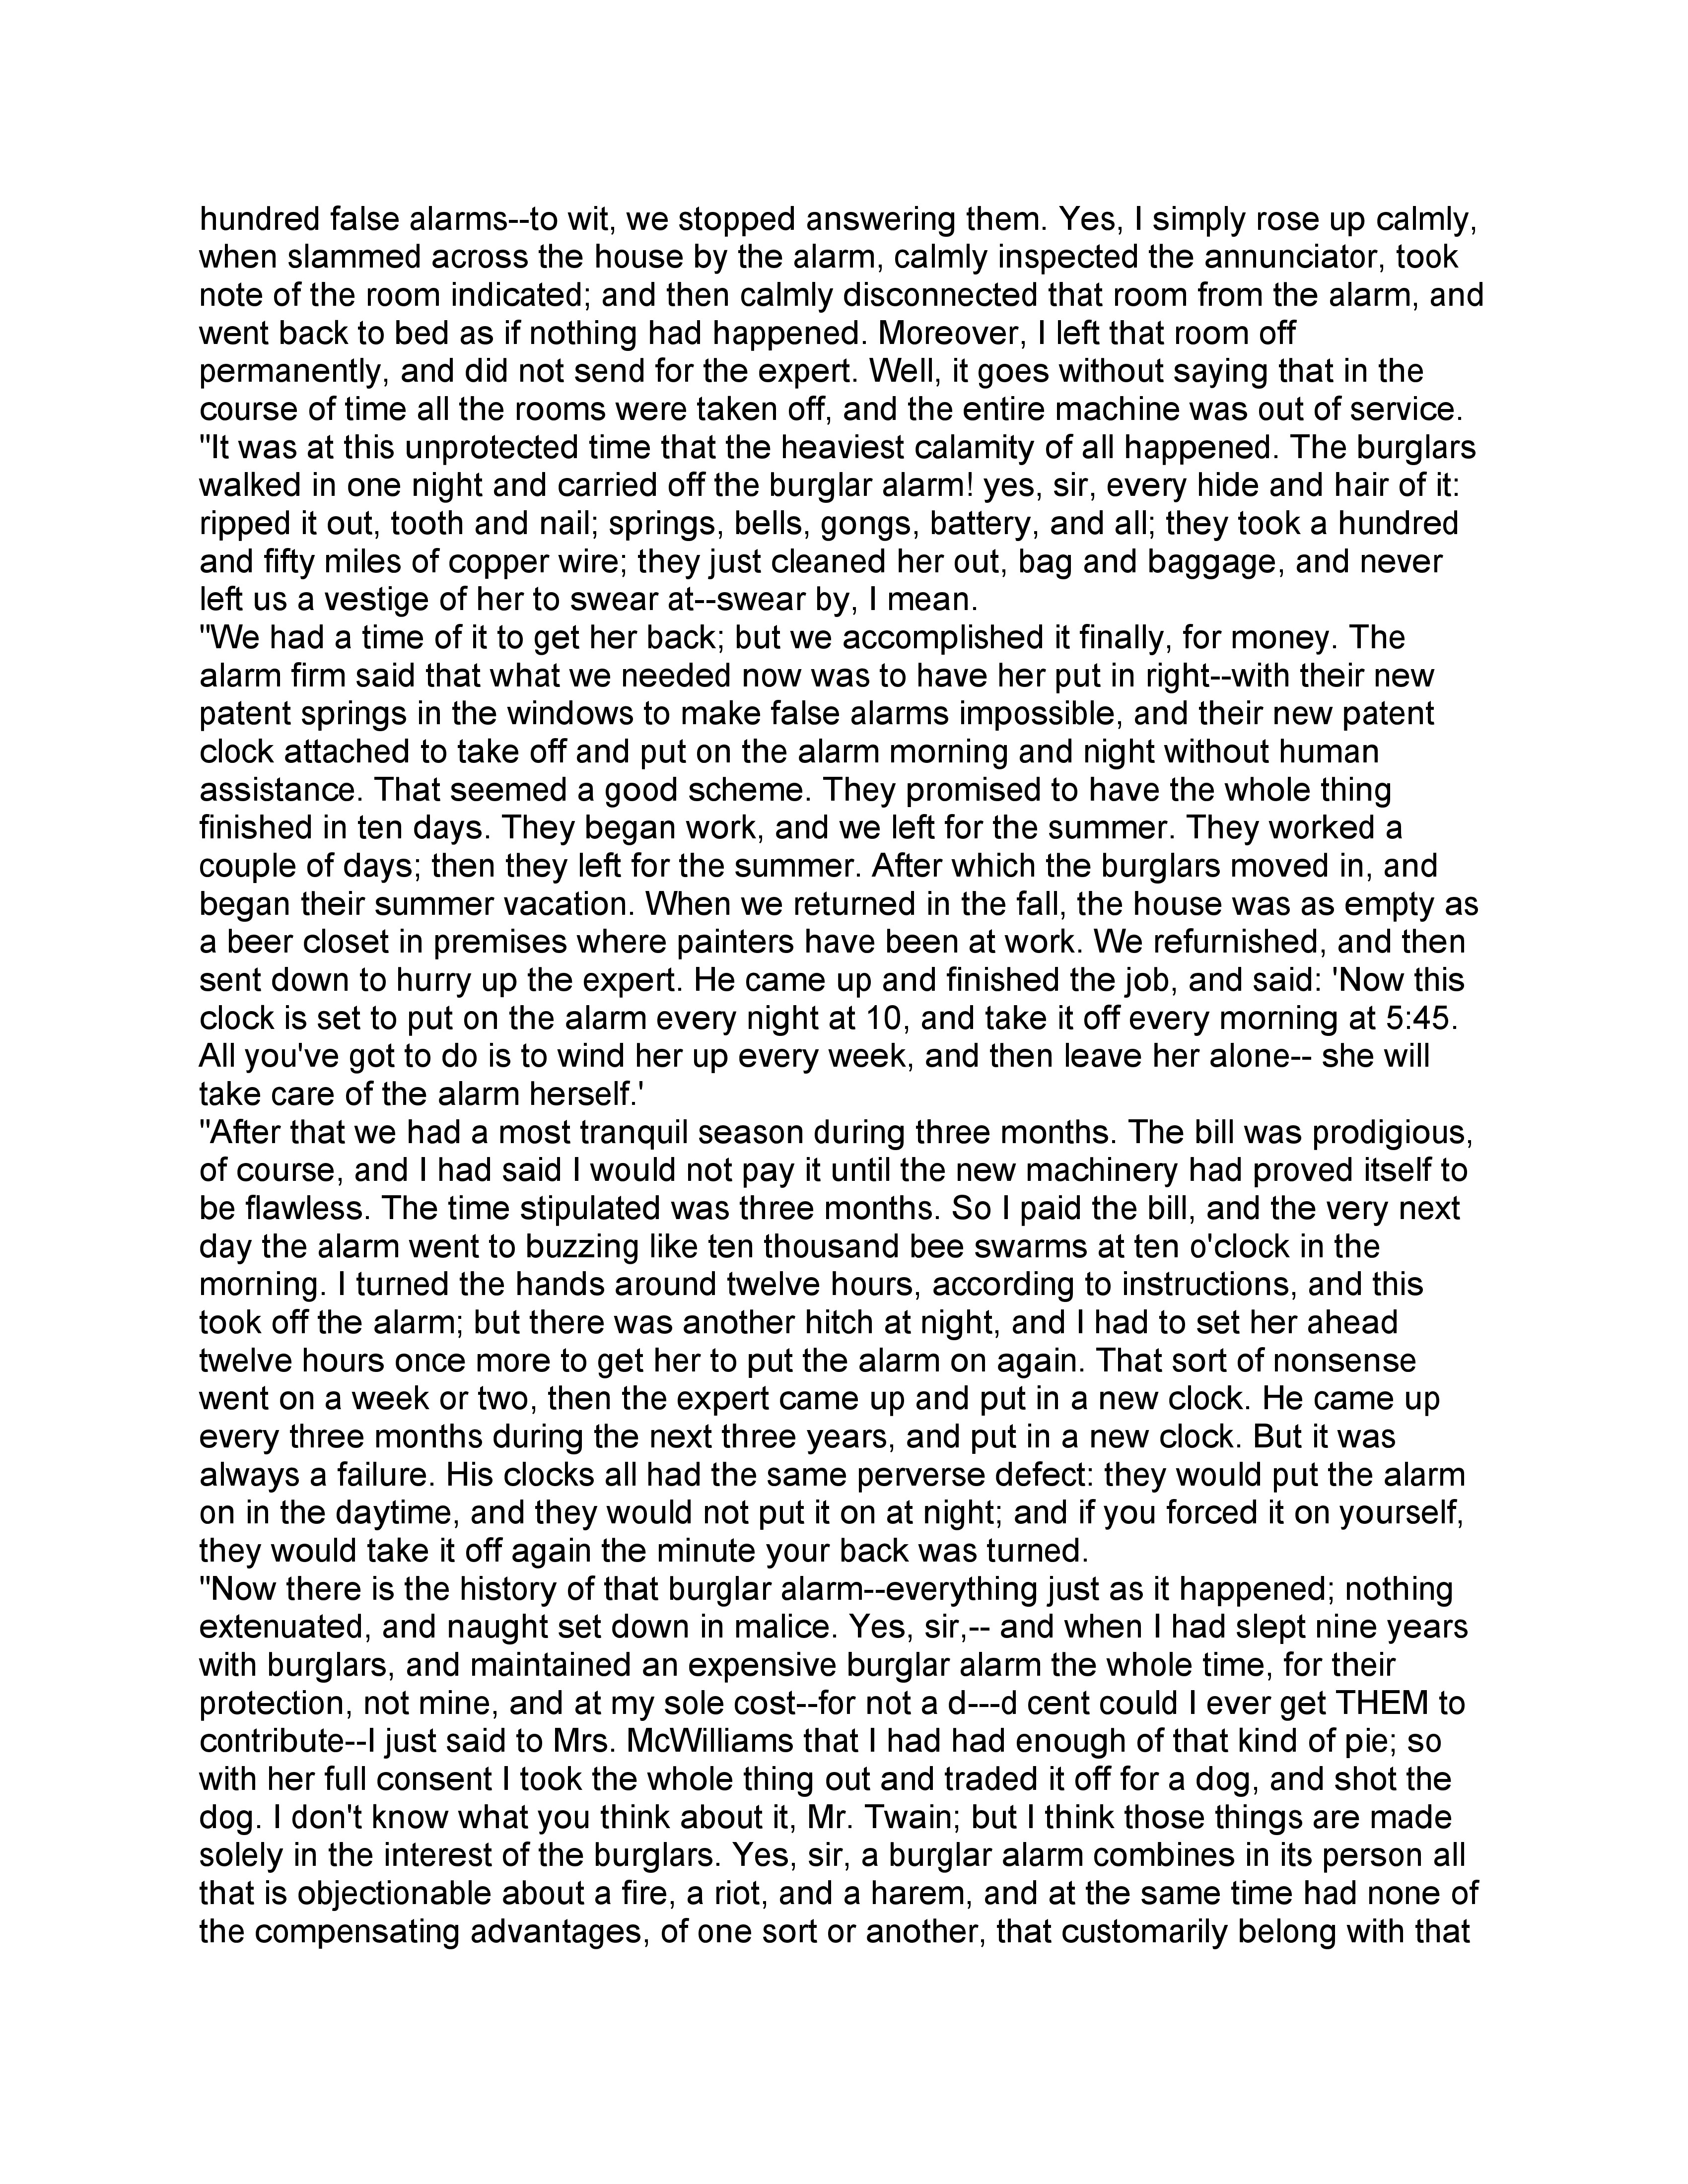 hundred false alarms--to wit, we stopped answering them. Yes, I simply rose up calmly,
when slammed across the house by the alarm, calmly inspected the annunciator, took
note of the room indicated; and then calmly disconnected that room from the alarm, and
went back to bed as if nothing had happened. Moreover, I left that room off
permanently, and did not send for the expert. Well, it goes without saying that in the
course of time all the rooms were taken off, and the entire machine was out of service.
"It was at this unprotected time that the heaviest calamity of all happened. The burglars
walked in one night and carried off the burglar alarm! yes, sir, every hide and hair of it:
ripped it out, tooth and nail; springs, bells, gongs, battery, and all; they took a hundred
and fifty miles of copper wire; they just cleaned her out, bag and baggage, and never
left us a vestige of her to swear at--swear by, I mean.
"We had a time of it to get her back; but we accomplished it finally, for money. The
alarm firm said that what we needed now was to have her put in right--with their new
patent springs in the windows to make false alarms impossible, and their new patent
clock attached to take off and put on the alarm morning and night without human
assistance. That seemed a good scheme. They promised to have the whole thing
finished in ten days. They began work, and we left for the summer. They worked a
couple of days; then they left for the summer. After which the burglars moved in, and
began their summer vacation. When we returned in the fall, the house was as empty as
a beer closet in premises where painters have been at work. We refurnished, and then
sent down to hurry up the expert. He came up and finished the job, and said: 'Now this
clock is set to put on the alarm every night at 10, and take it off every morning at 5:45.
All you've got to do is to wind her up every week, and then leave her alone-- she will
take care of the alarm herself.'
"After that we had a most tranquil season during three months. The bill was prodigious,
of course, and I had said I would not pay it until the new machinery had proved itself to
be flawless. The time stipulated was three months. So I paid the bill, and the very next
day the alarm went to buzzing like ten thousand bee swarms at ten o'clock in the
morning. I turned the hands around twelve hours, according to instructions, and this
took off the alarm; but there was another hitch at night, and I had to set her ahead
twelve hours once more to get her to put the alarm on again. That sort of nonsense
went on a week or two, then the expert came up and put in a new clock. He came up
every three months during the next three years, and put in a new clock. But it was
always a failure. His clocks all had the same perverse defect: they would put the alarm
on in the daytime, and they would not put it on at night; and if you forced it on yourself,
they would take it off again the minute your back was turned.
"Now there is the history of that burglar alarm--everything just as it happened; nothing
extenuated, and naught set down in malice. Yes, sir,-- and when I had slept nine years
with burglars, and maintained an expensive burglar alarm the whole time, for their
protection, not mine, and at my sole cost--for not a d---d cent could I ever get THEM to
contribute--I just said to Mrs. McWilliams that I had had enough of that kind of pie; so
with her full consent I took the whole thing out and traded it off for a dog, and shot the
dog. I don't know what you think about it, Mr. Twain; but I think those things are made
solely in the interest of the burglars. Yes, sir, a burglar alarm combines in its person all
that is objectionable about a fire, a riot, and a harem, and at the same time had none of
the compensating advantages, of one sort or another, that customarily belong with that